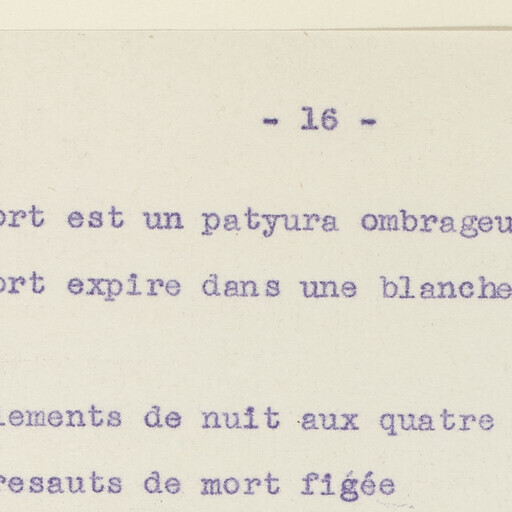 - 16 -
ort est un patyura ombrageu
ort expire dans une blanche
lements de nuit aux quatre
resauts de mort figée